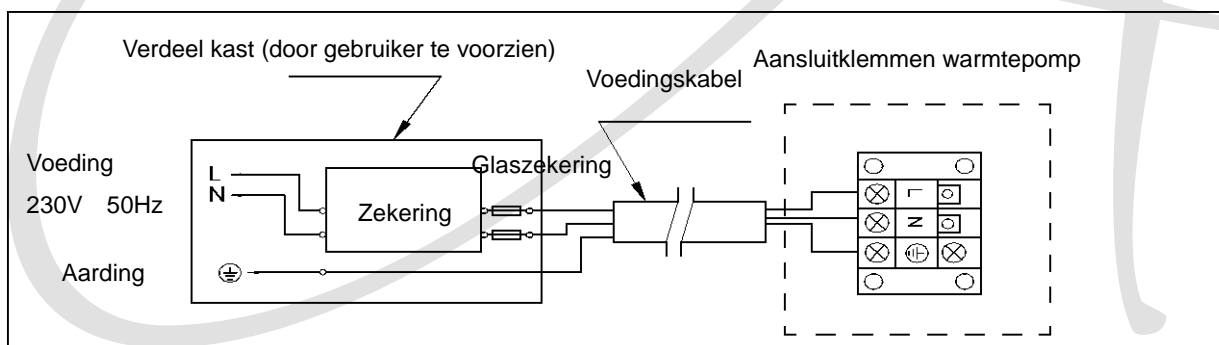 Verdeel kast (door gebruiker te voorzien)
Aansluitklemmen warmtepomp
Voedingskabel
Voeding
230V 50Hz
L
N
Glaszekering
Zekering
Aarding
L
N